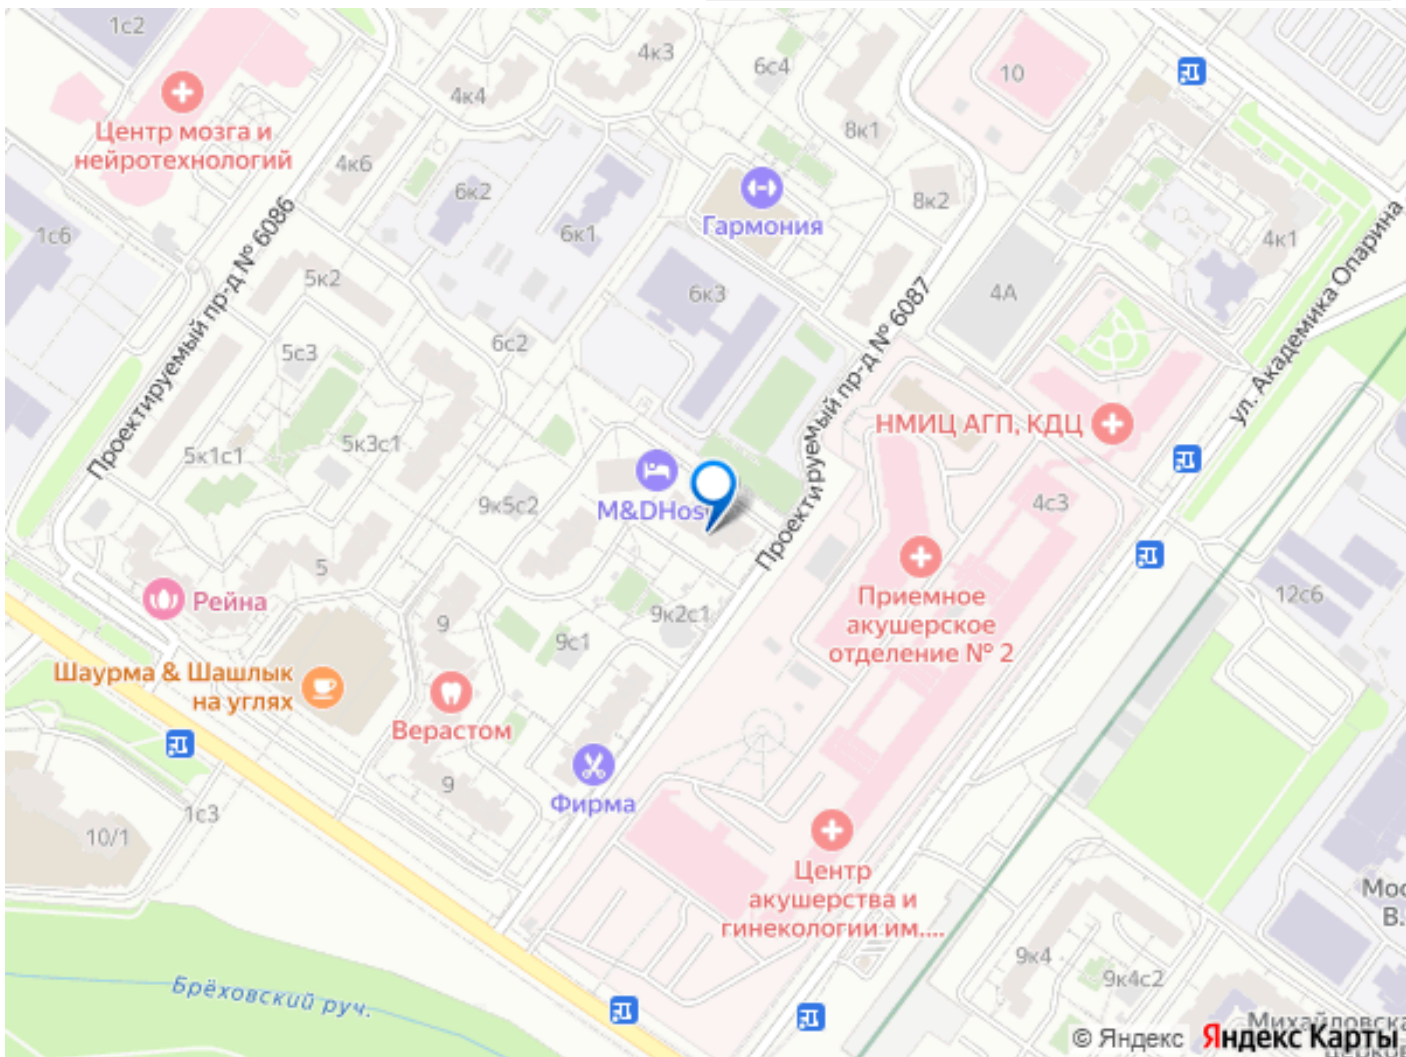 1с2
4к3
6с4
10
4к4
8к1
Центр мозга и
нейротехнологий
4к6
6к2
Гармония
8к2
1с6
6к1
4к1
Проектируемый пр-д № 6086
5к2
6к3
4А
ул. Академика Опарина
Проектируемый пр-д № 6087
6с2
5с3
НМИЦ АГП, КДЦ
5к1с1
5к3с1
9к5с2
M&DHos
4с3
5
Приемное
акушерское
отделение № 2
Рейна
12с6
9
9к2с1
9с1
Шаурма & Шашлык
на углях
Верастом
9
Фирма
1с3
10/1
Центр
акушерства и
гинекологии им....
Мос
В.
9к4
9к4с2
Брёховский руч.
Михайловска
© Яндекс
Яндекс Карты